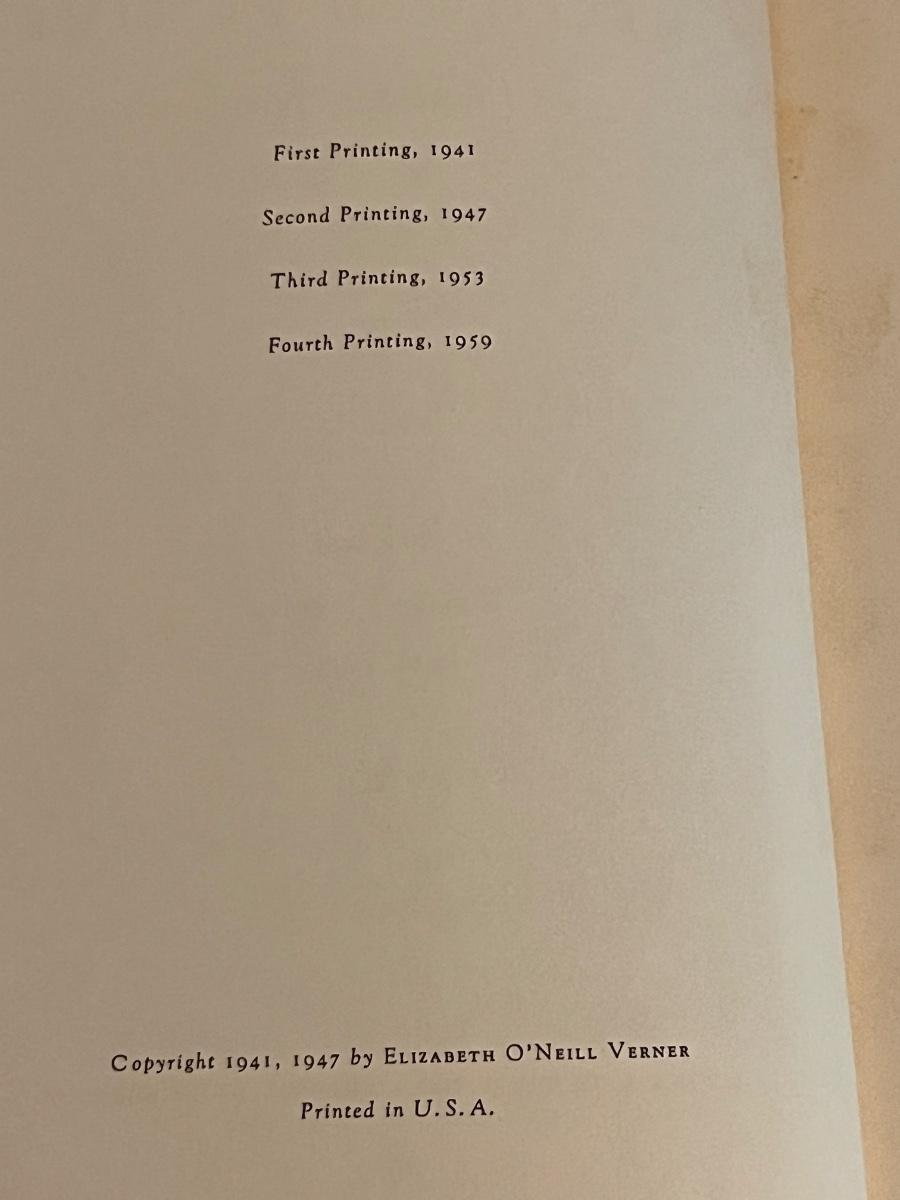 First Printing, 1941
Second Printing, 1947
Third Printing, 1953
Fourth Printing, 1959
Copyright 1941, 1947 by ELIZABETH O'NEILL VERNER
Printed in U. S. A.